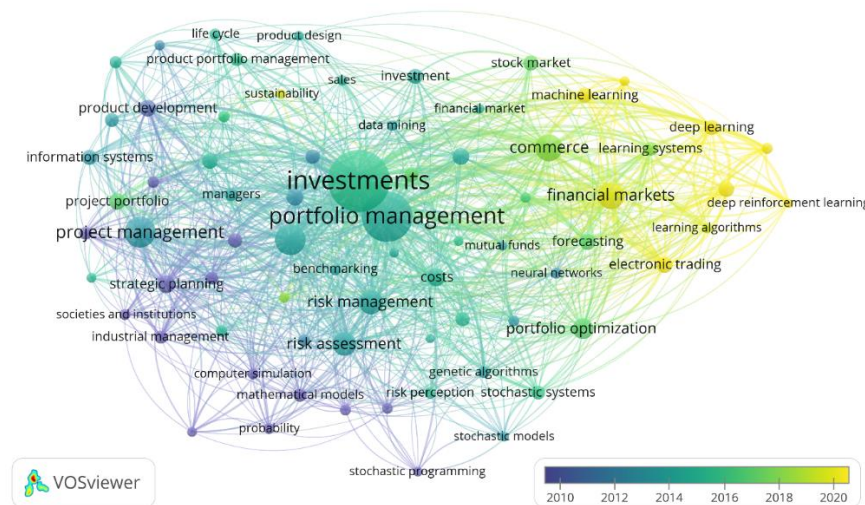 life cycle
product design
product portfolio management
stock market
sales
investment
sustainability
machine learning
product development
financial market
data mining
deep learning
commerce
learning systems
information systems
investments
managers
financial markets
project portfolio
deep reinforcement learning
portfolio management
project management
learning algorithms
mutual funds
forecasting
benchmarking
electronic trading
costs
neural networks
strategic planning
risk management
societies and institutions
portfolio optimization
industrial management
risk assessment
computer simulation
genetic algorithms
mathematical models
risk perception
stochastic systems
probability
stochastic models
stochastic programming
VOSviewer
2010 2012 2014 2016 2018 2020